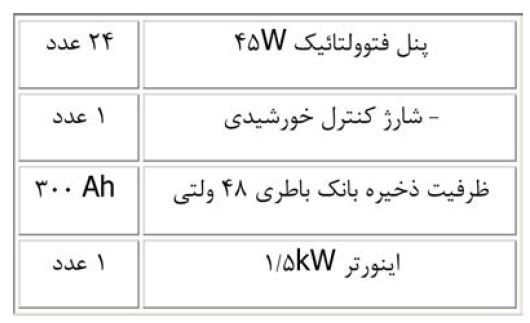 پنل فتوولتائیک ۴۵W ۲۴ عدد
- شارژ کنترل خورشیدی ۱ عدد
ظرفیت ذخیره بانک باطری ۴۸ ولتی ۳۰۰ Ah
اینورتر ۱/۵kW ۱ عدد